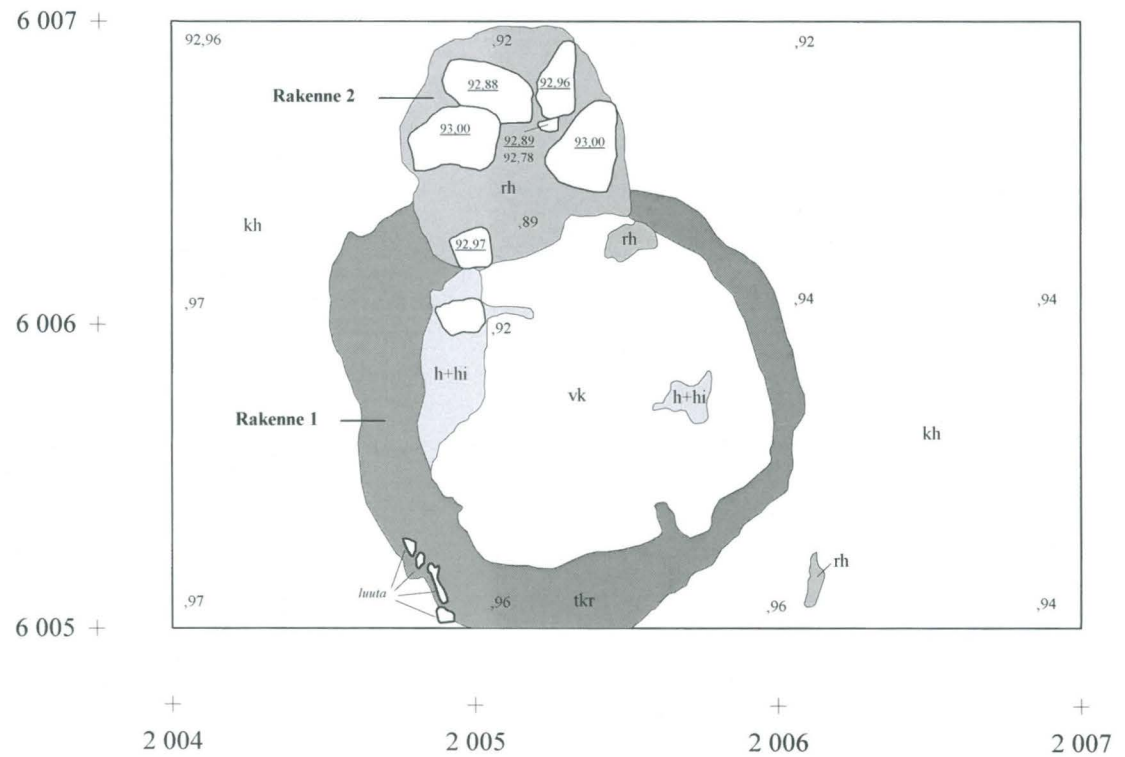 6 007
92,96
,92
,92
Rakenne 2
92,88
92,96
93,00
92,89
92,78
93,00
rh
kh
,89
92,97
rh
,97
,94
,94
6 006
,92
h+hi
vk
h+hi
Rakenne 1
kh
rh
luuta
,97
,96
tkr
,96
,94
6 005
2 004
2 005
2 006
2 007